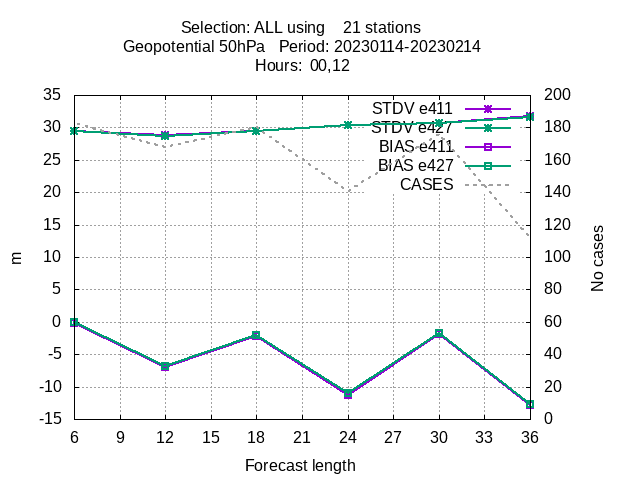 Selection: ALL using 21 stations
Geopotential 50hPa Period: 20230114-20230214
Hours: 00,12
35 200
30 180
25 160
20 140
15 120
10 100
5 80
0 60
-5 40
-10 20
-15 0
STDV e411
STDV e427
BIAS e411
BIAS e427
CASES
m
No cases
6 9 12 15 18 21 24 27 30 33 36
Forecast length